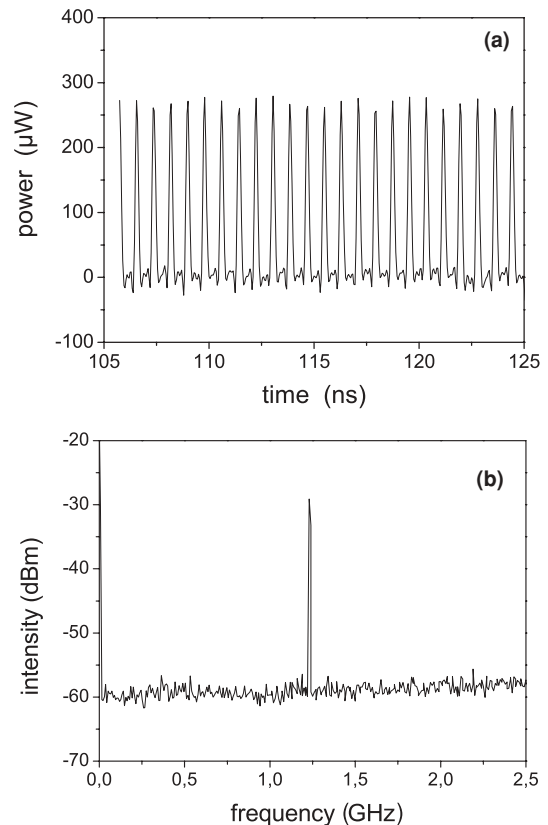 400
(a)
300
200
100
0
-100
power (μW)
105 110 115 120 125
time (ns)
-20
(b)
-30
-40
-50
-60
-70
intensity (dBm)
0,0 0,5 1,0 1,5 2,0 2,5
frequency (GHz)